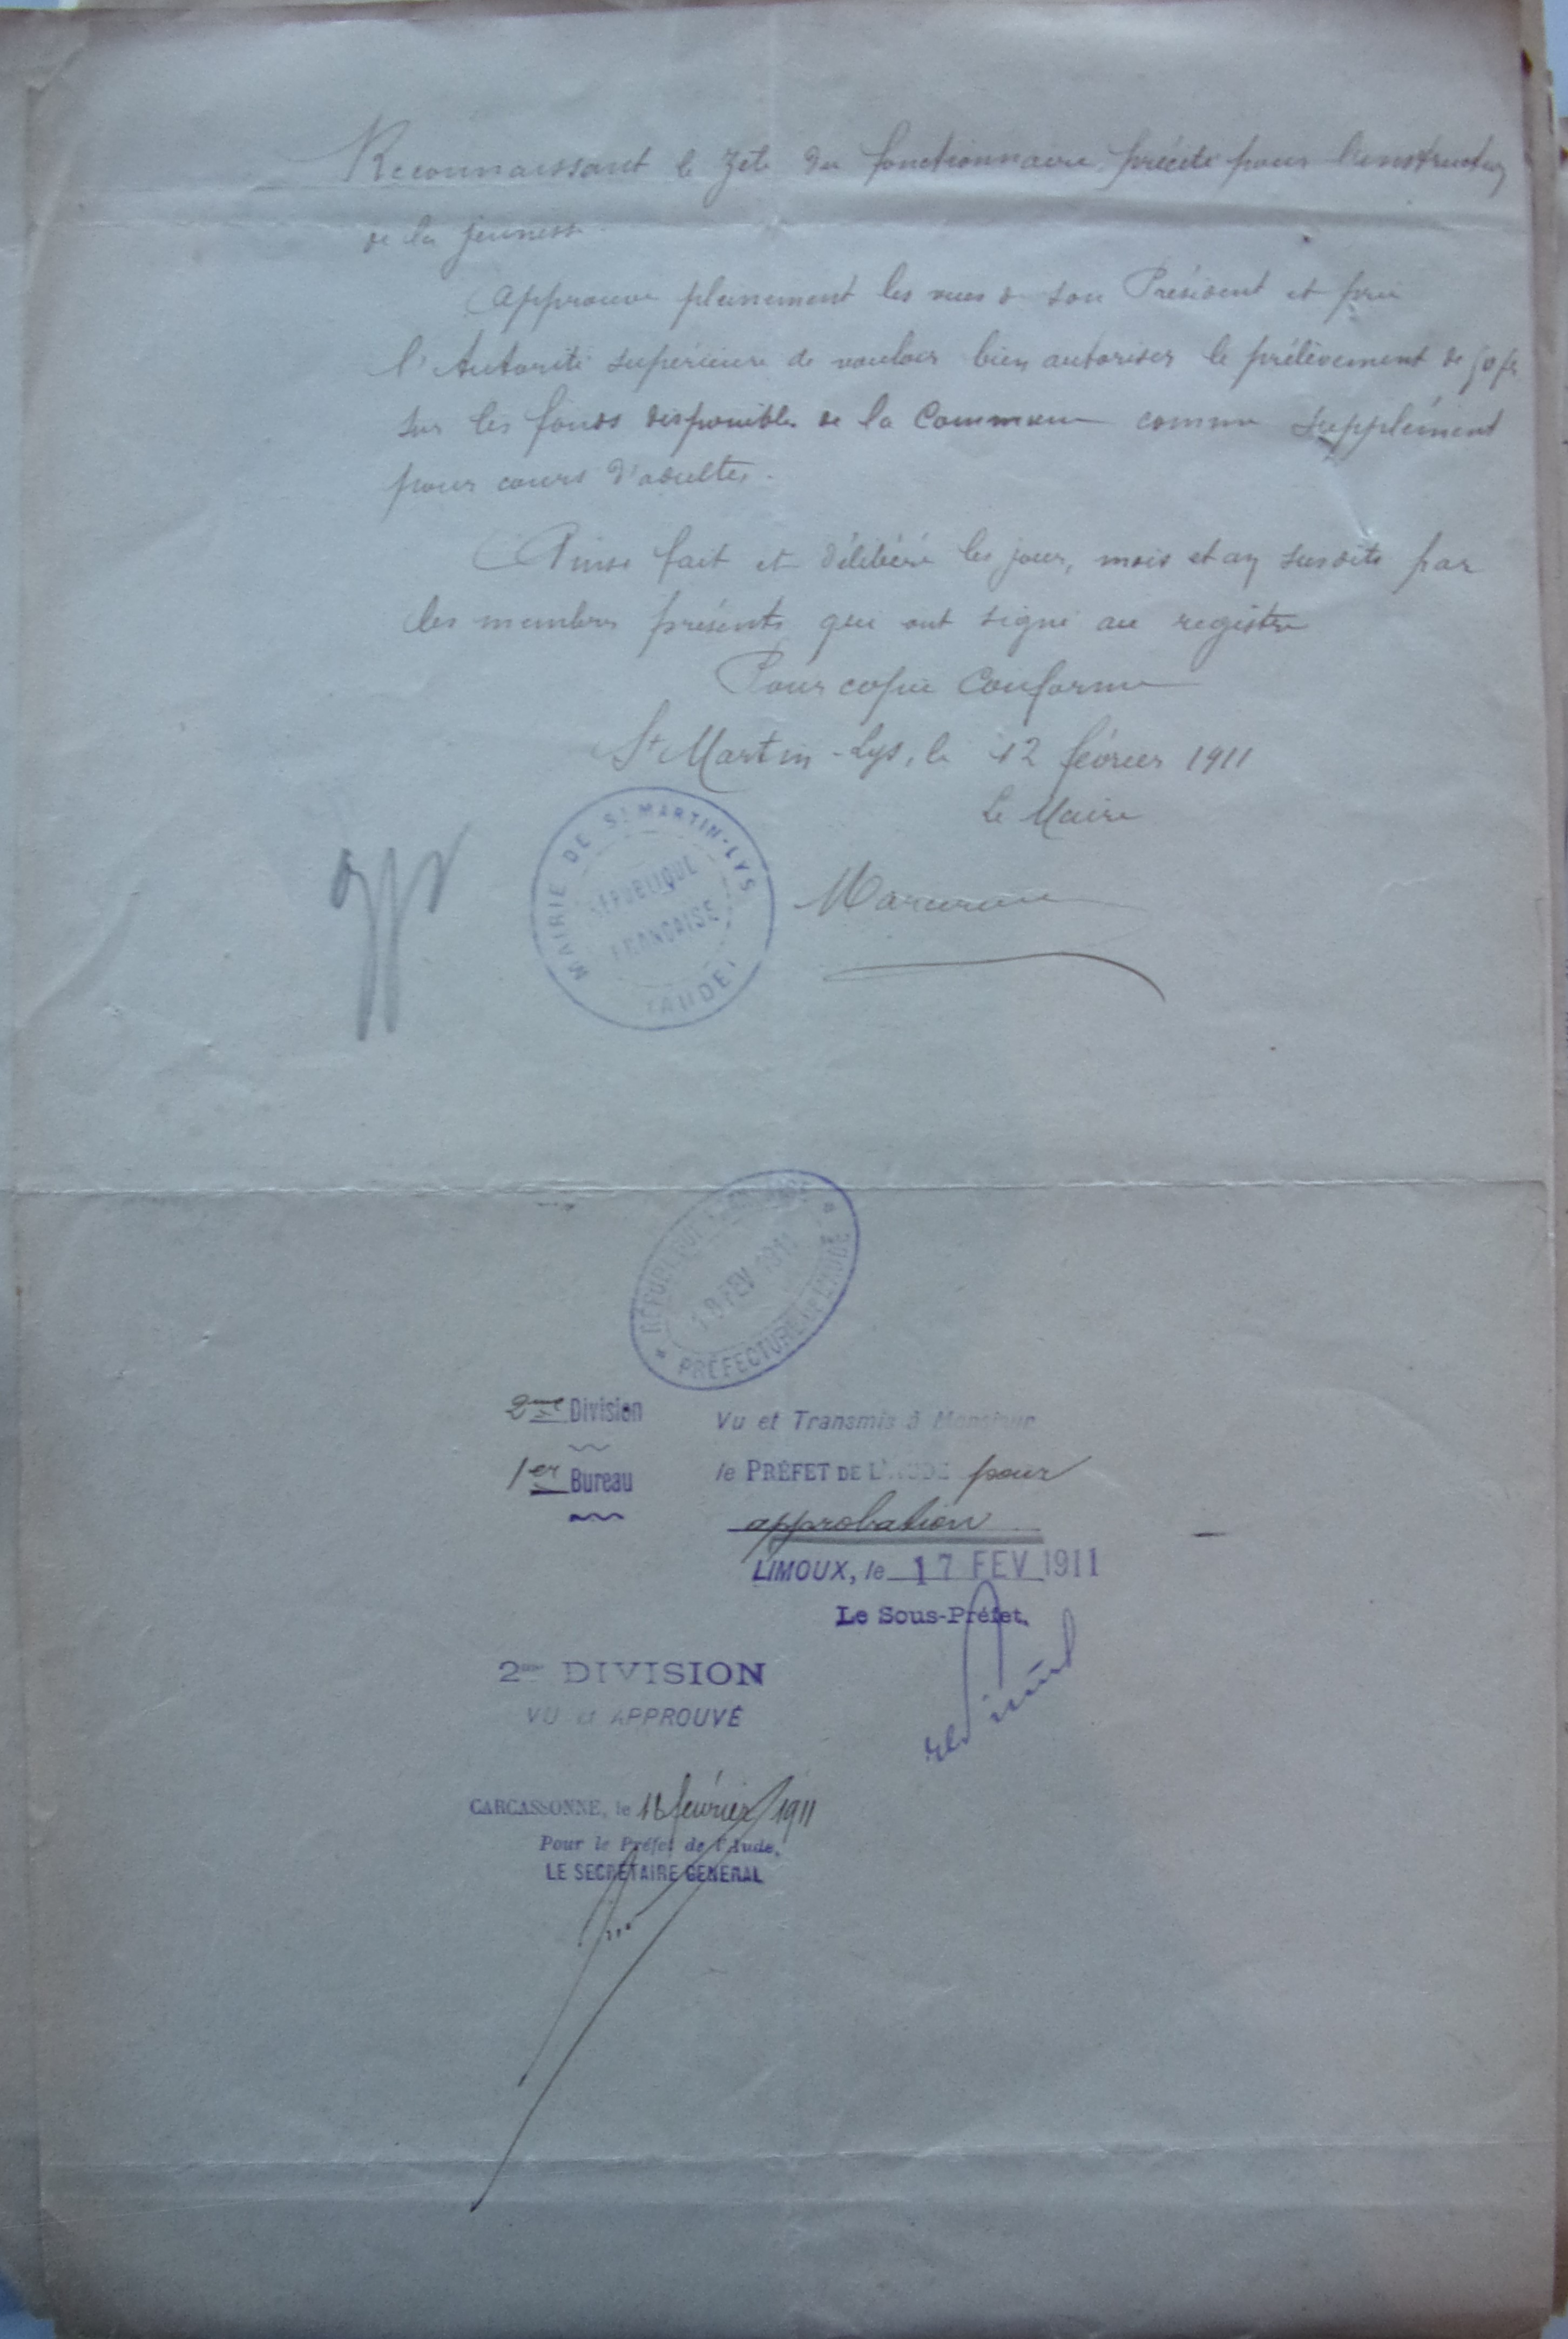 Reconnaissant le zèle du fonctionnaire précité pour l'instruction
de la jeunesse.
Approuve pleinement les vues de son Président et prie
l'Autorité supérieure de vouloir bien autoriser le prélèvement de 50 fr
sur les fonds disponibles de la Commune comme supplément
pour cours d'adultes.
Ainsi fait et délibéré les jour, mois et an susdits par
les membres présents qui ont signé au registre
Pour copie conforme
St Martin-Lys, le 12 février 1911
Le Maire
MAIRIE DE St MARTIN-LYS
RÉPUBLIQUE
FRANÇAISE
(AUDE)
RÉPUBLIQUE FRANÇAISE
FEV 1911
PRÉFECTURE DE L'AUDE
2me Division
Vu et Transmis à Monsieur
1er Bureau
le PRÉFET DE L'AUDE pour
approbation
LIMOUX, le 17 FEV 1911
Le Sous-Préfet.
2me DIVISION
VU et APPROUVÉ
CARCASSONNE, le 18 février 1911
Pour le Préfet de l'Aude,
LE SECRÉTAIRE GÉNÉRAL